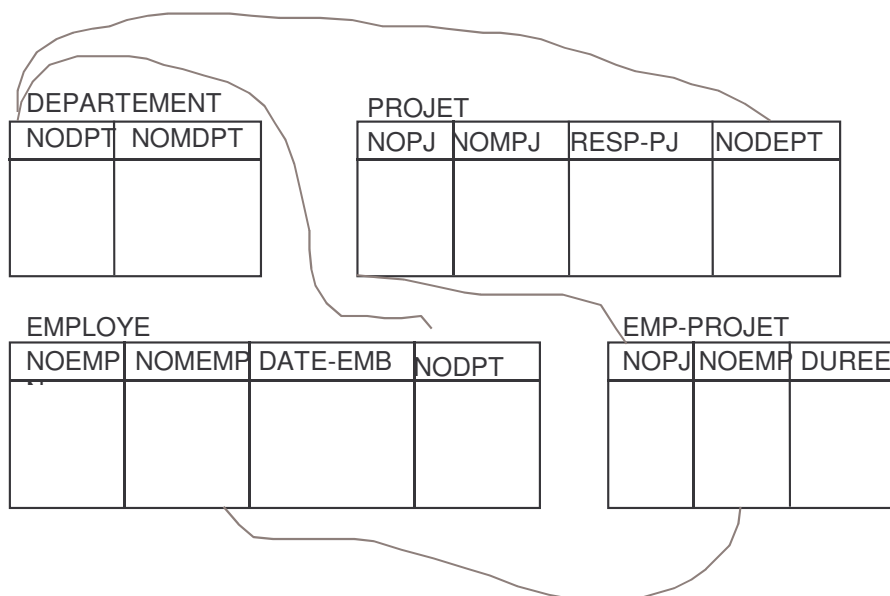 DEPARTEMENT
NODPT NOMDPT
PROJET
NOPJ NOMPJ RESP-PJ NODEPT
EMPLOYE
NOEMP NOMEMP DATE-EMB NODPT
EMP-PROJET
NOPJ NOEMP DUREE